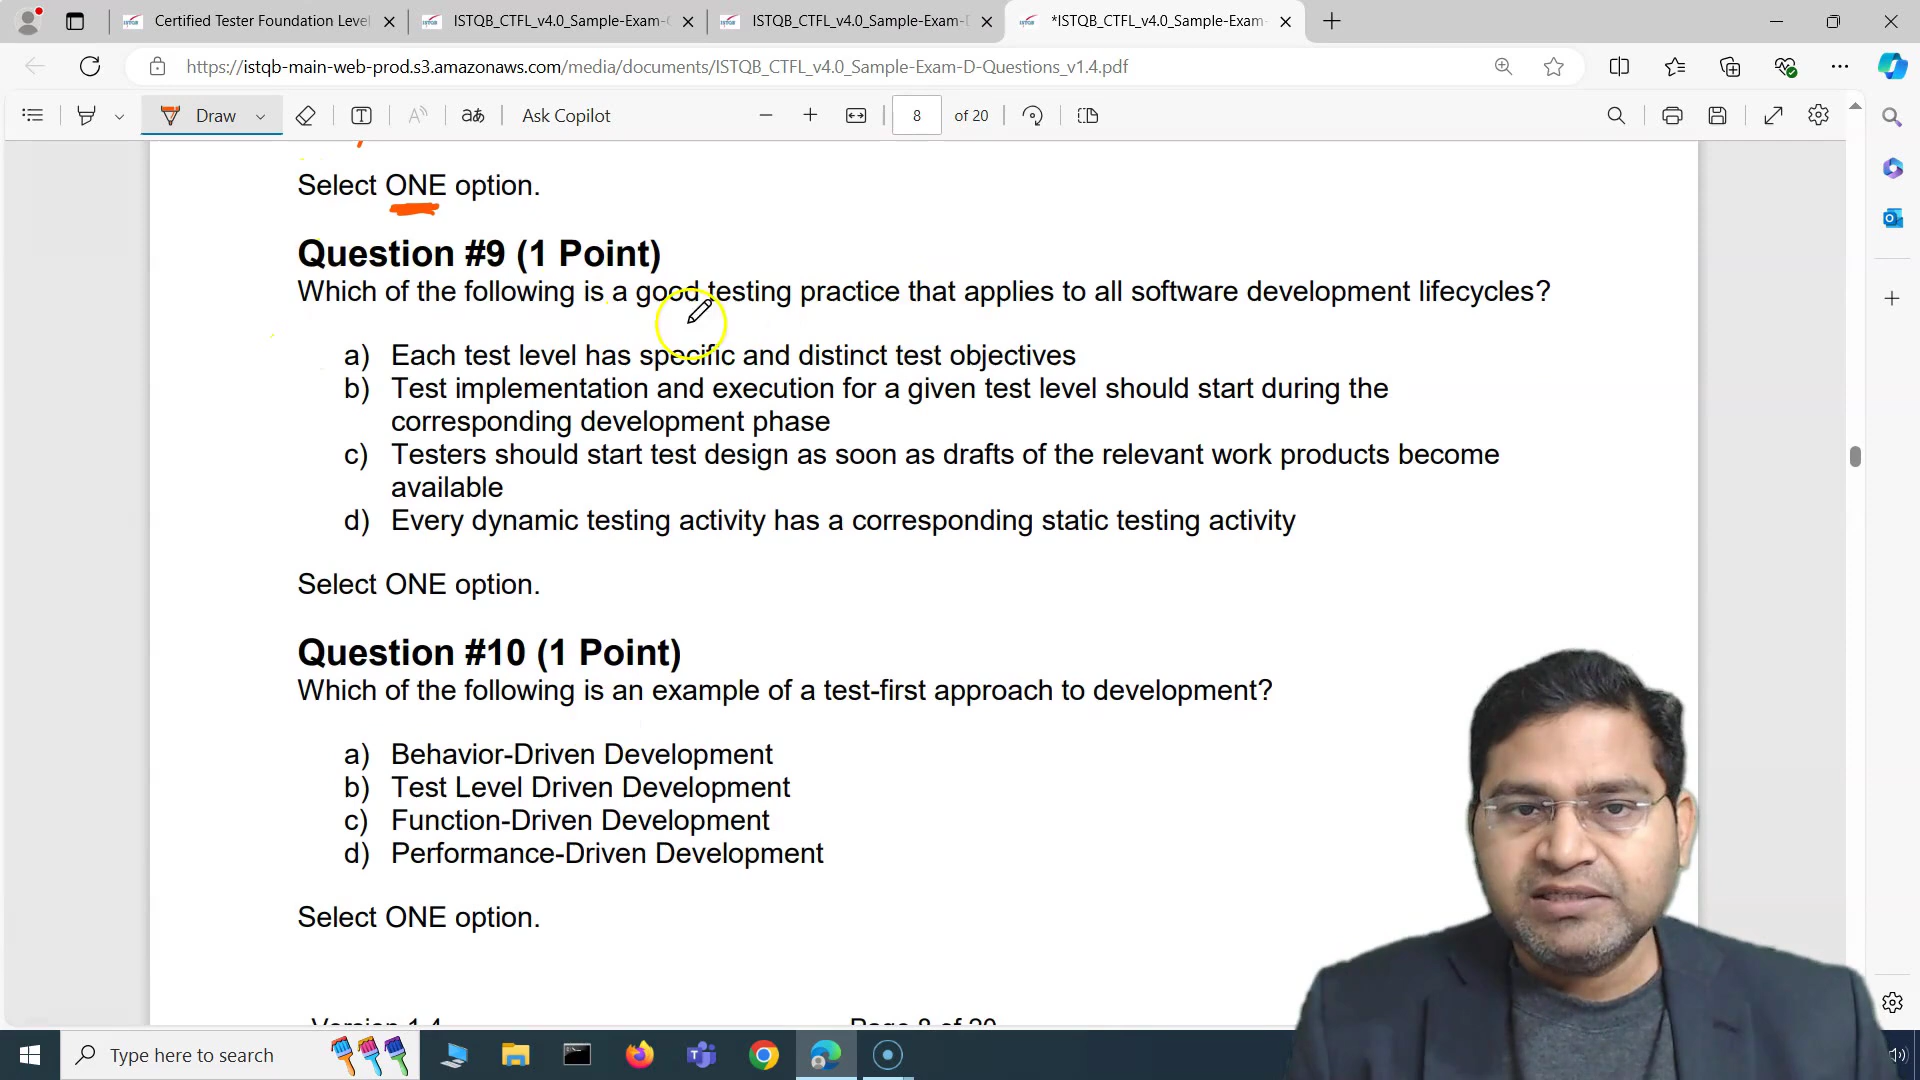 Certified Tester Foundation Level
ISTQB_CTFL_v4.0_Sample-Exam-C
ISTQB_CTFL_v4.0_Sample-Exam-D
*ISTQB_CTFL_v4.0_Sample-Exam-
https://istqb-main-web-prod.s3.amazonaws.com/media/documents/ISTQB_CTFL_v4.0_Sample-Exam-D-Questions_v1.4.pdf
Draw
Ask Copilot
8 of 20
Select ONE option.
Question #9 (1 Point)
Which of the following is a good testing practice that applies to all software development lifecycles?
a) Each test level has specific and distinct test objectives
b) Test implementation and execution for a given test level should start during the
corresponding development phase
c) Testers should start test design as soon as drafts of the relevant work products become
available
d) Every dynamic testing activity has a corresponding static testing activity
Select ONE option.
Question #10 (1 Point)
Which of the following is an example of a test-first approach to development?
a) Behavior-Driven Development
b) Test Level Driven Development
c) Function-Driven Development
d) Performance-Driven Development
Select ONE option.
Version 1.4 Page 8 of 20
Type here to search